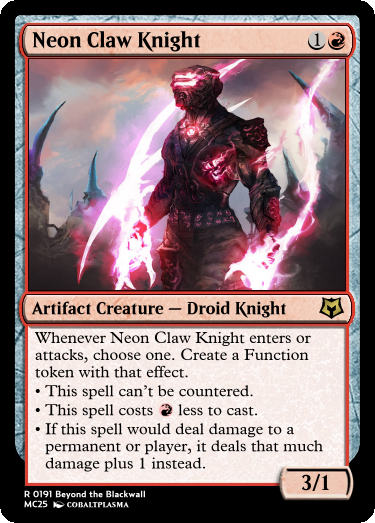 Neon Claw Knight 1
Artifact Creature — Droid Knight
Whenever Neon Claw Knight enters or
attacks, choose one. Create a Function
token with that effect.
• This spell can't be countered.
• This spell costs less to cast.
• If this spell would deal damage to a
permanent or player, it deals that much
damage plus 1 instead.
3/1
R 0191 Beyond the Blackwall
MC25 COBALTPLASMA